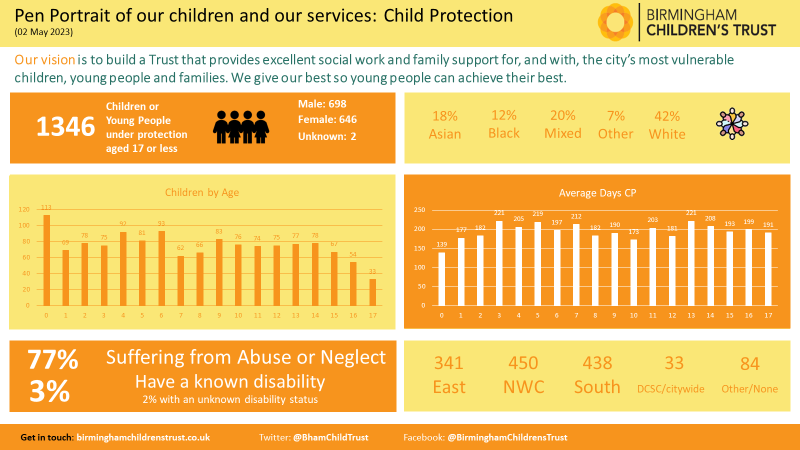 Pen Portrait of our children and our services: Child Protection
(02 May 2023)
BIRMINGHAM
CHILDREN'S TRUST
Our vision is to build a Trust that provides excellent social work and family support for, and with, the city's most vulnerable
children, young people and families. We give our best so young people can achieve their best.
1346
Children or
Young People
under protection
aged 17 or less
Male: 698
Female: 646
Unknown: 2
18% 12% 20% 7% 42%
Asian Black Mixed Other White
Children by Age
120
100
80
60
40
20
0
113 69 78 75 92 81 93 62 66 83 76 74 75 77 78 67 54 33
0 1 2 3 4 5 6 7 8 9 10 11 12 13 14 15 16 17
Average Days CP
250
200
150
100
50
0
139 177 182 221 205 219 197 212 182 190 173 203 181 221 208 193 199 191
0 1 2 3 4 5 6 7 8 9 10 11 12 13 14 15 16 17
77% Suffering from Abuse or Neglect
3% Have a known disability
2% with an unknown disability status
341 450 438 33 84
East NWC South DCSC/citywide Other/None
Get in touch: birminghamchildrenstrust.co.uk Twitter: @BhamChildTrust Facebook: @BirminghamChildrensTrust